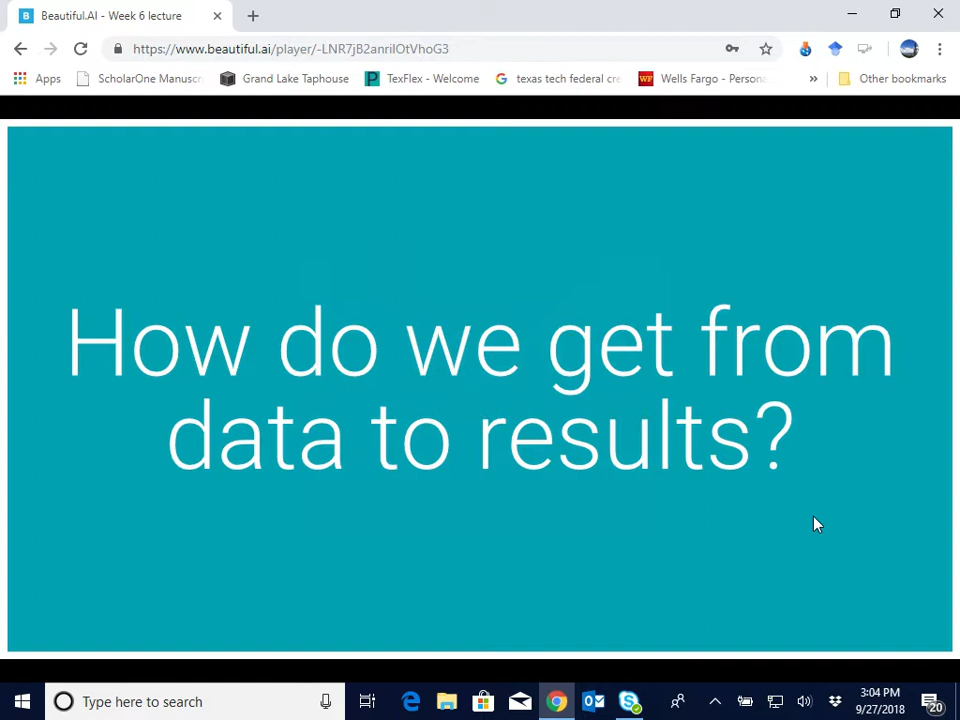 Beautiful.AI - Week 6 lecture
https://www.beautiful.ai/player/-LNR7jB2anriIOtVhoG3
Apps ScholarOne Manuscr Grand Lake Taphouse TexFlex - Welcome texas tech federal cre Wells Fargo - Persona » Other bookmarks
How do we get from
data to results?
Type here to search
3:04 PM
9/27/2018
20